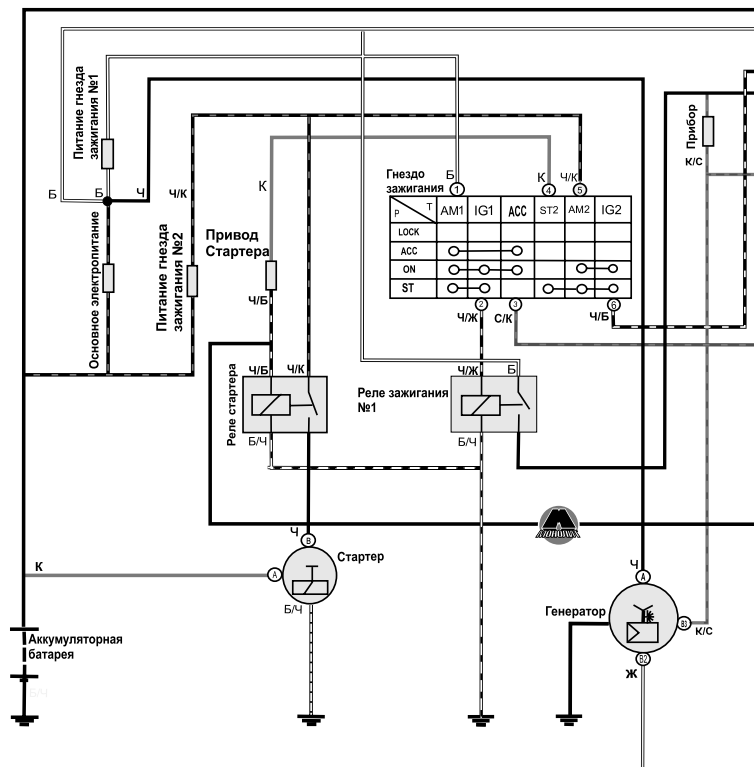 Питание гнезда
зажигания №1
Б
Б
Ч
Ч/К
Основное электропитание
Питание гнезда
зажигания №2
К
Привод
Стартера
Ч/Б
Гнездо
зажигания
Б
К
Ч/К
1
4
5
P
T
AM1
IG1
ACC
ST2
AM2
IG2
LOCK
ACC
ON
ST
2
3
6
Ч/Ж
С/К
Ч/Б
Прибор
К/С
Реле стартера
Ч/Б
Ч/К
Б/Ч
Реле зажигания
№1
Ч/Ж
Б
Б/Ч
Ч
B
К
A
Стартер
Б/Ч
Аккумуляторная
батарея
Б/Ч
Ч
A
Генератор
B3
К/С
B2
Ж